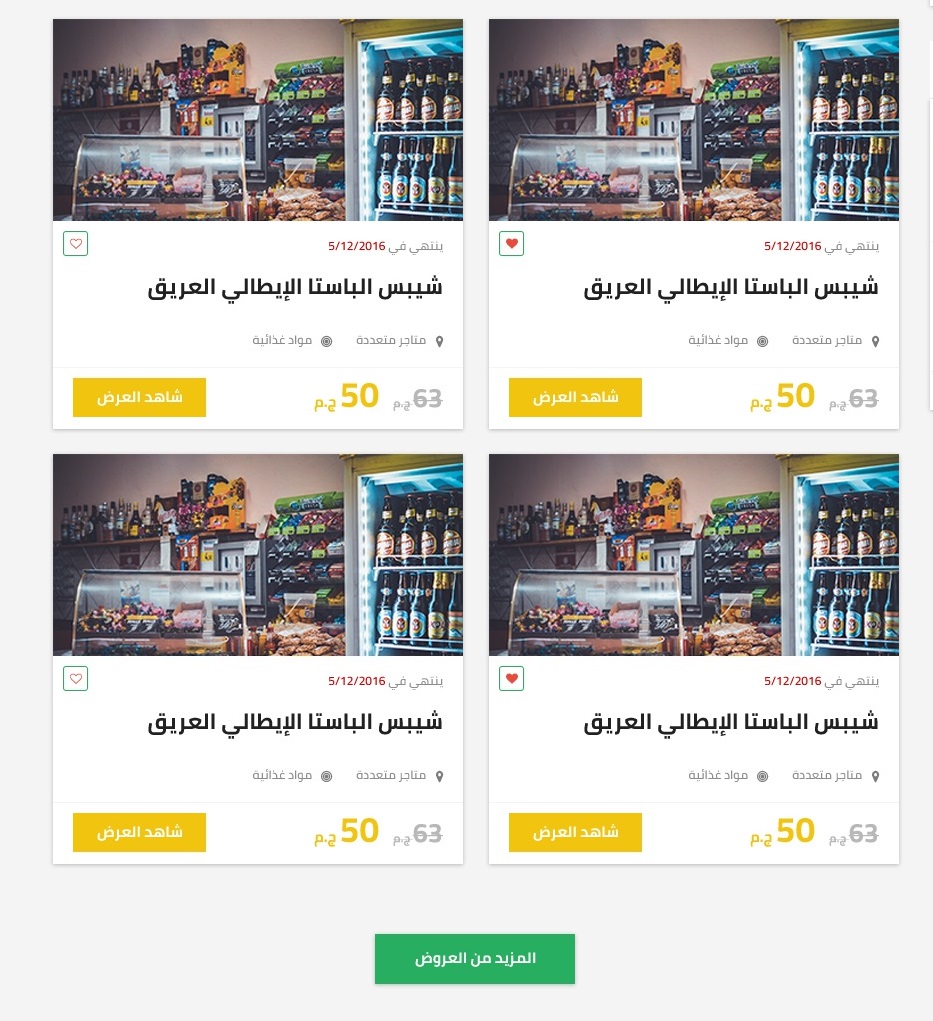 ينتهي في 5/12/2016
شيبس الباستا الإيطالي العريق
متاجر متعددة مواد غذائية
63 ج.م 50 ج.م شاهد العرض
ينتهي في 5/12/2016
شيبس الباستا الإيطالي العريق
متاجر متعددة مواد غذائية
63 ج.م 50 ج.م شاهد العرض
ينتهي في 5/12/2016
شيبس الباستا الإيطالي العريق
متاجر متعددة مواد غذائية
63 ج.م 50 ج.م شاهد العرض
ينتهي في 5/12/2016
شيبس الباستا الإيطالي العريق
متاجر متعددة مواد غذائية
63 ج.م 50 ج.م شاهد العرض
المزيد من العروض